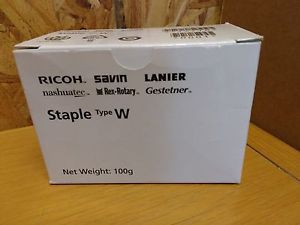 RICOH savin LANIER
nashuatec Rex-Rotary Gestetner
Staple Type W
Net Weight: 100g